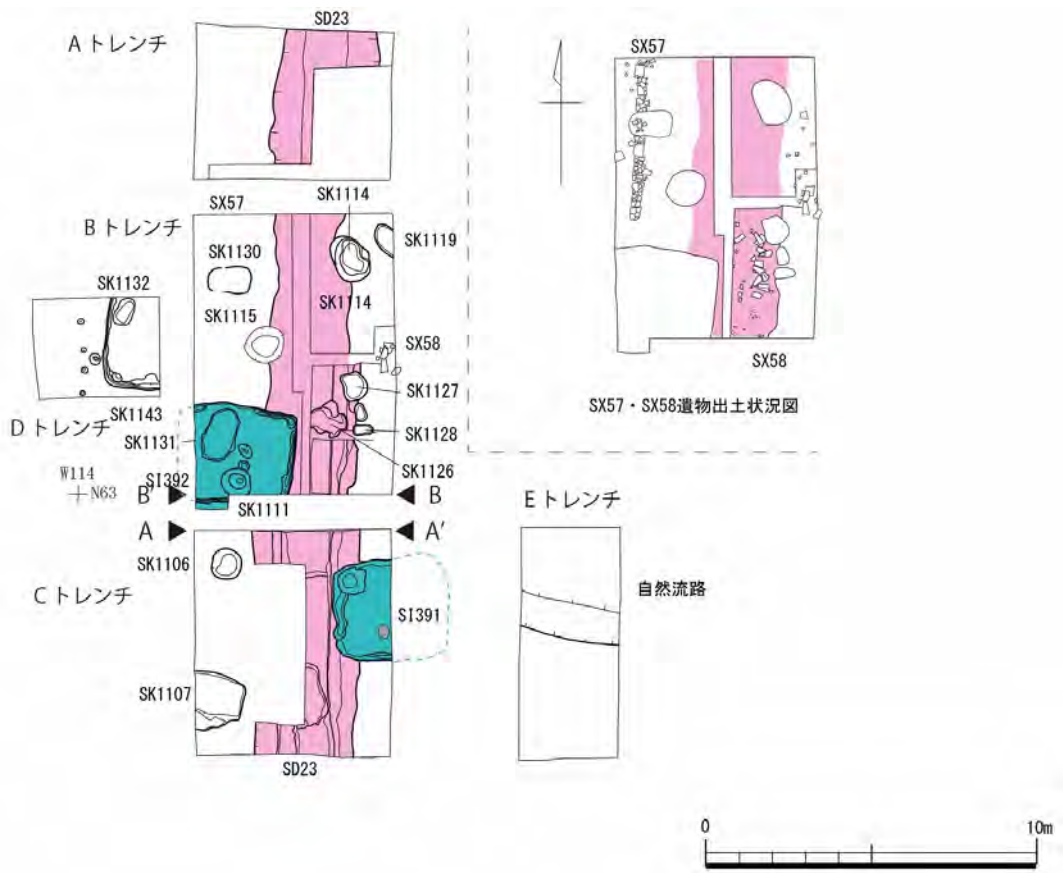 SD23
Aトレンチ
SX57
SX57
SK1114
Bトレンチ
SK1119
SK1130
SK1132
SK1114
SK1115
SX58
SK1127
SX58
SX57・SX58遺物出土状況図
SK1143
Dトレンチ
SK1131
SK1128
SK1126
W114
N63
SI392
B'
B
Eトレンチ
SK1111
A
A'
SK1106
自然流路
Cトレンチ
SI391
SK1107
SD23
0
10m